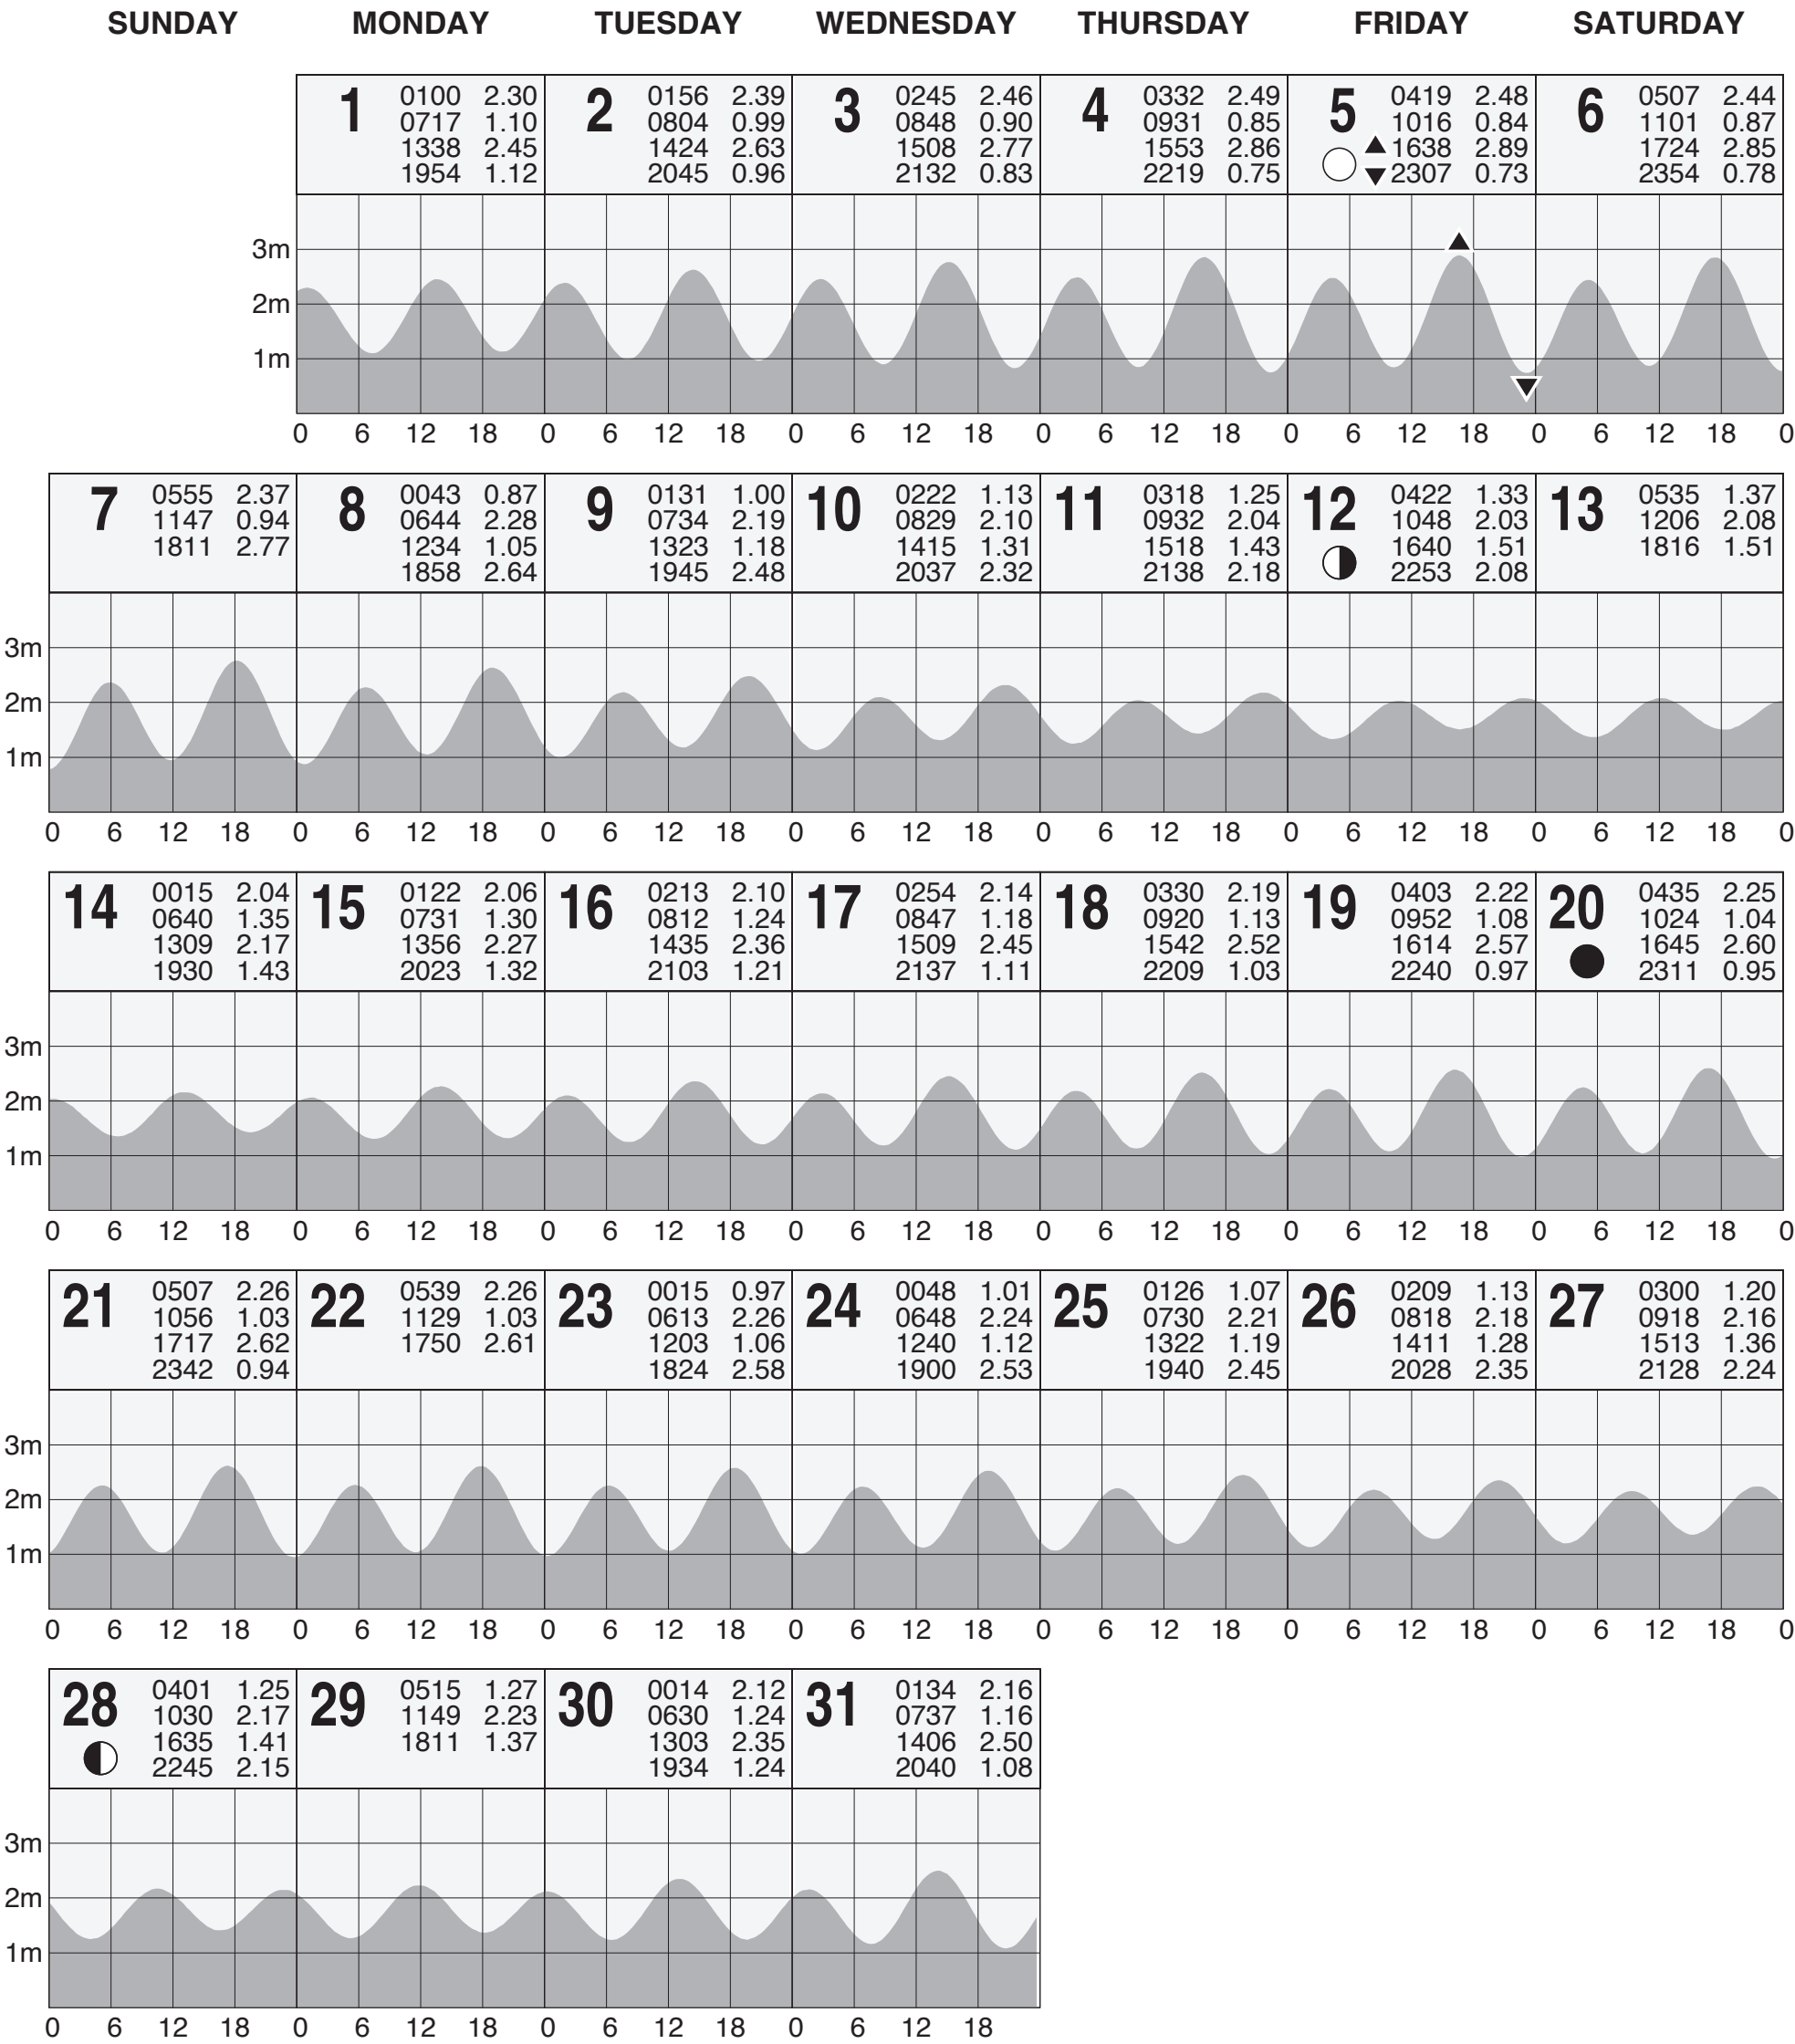 SUNDAY MONDAY TUESDAY WEDNESDAY THURSDAY FRIDAY SATURDAY
1 0100 2.30 2 0156 2.39 3 0245 2.46 4 0332 2.49 5 0419 2.48 6 0507 2.44
0717 1.10 0804 0.99 0848 0.90 0931 0.85 1016 0.84 1101 0.87
1338 2.45 1424 2.63 1508 2.77 1553 2.86 1638 2.89 1724 2.85
1954 1.12 2045 0.96 2132 0.83 2219 0.75 2307 0.73 2354 0.78
3m
2m
1m
0 6 12 18 0 6 12 18 0 6 12 18 0 6 12 18 0 6 12 18 0 6 12 18 0
7 0555 2.37 8 0043 0.87 9 0131 1.00 10 0222 1.13 11 0318 1.25 12 0422 1.33 13 0535 1.37
1147 0.94 0644 2.28 0734 2.19 0829 2.10 0932 2.04 1048 2.03 1206 2.08
1811 2.77 1234 1.05 1323 1.18 1415 1.31 1518 1.43 1640 1.51 1816 1.51
1858 2.64 1945 2.48 2037 2.32 2138 2.18 2253 2.08
3m
2m
1m
0 6 12 18 0 6 12 18 0 6 12 18 0 6 12 18 0 6 12 18 0 6 12 18 0 6 12 18 0
14 0015 2.04 15 0122 2.06 16 0213 2.10 17 0254 2.14 18 0330 2.19 19 0403 2.22 20 0435 2.25
0640 1.35 0731 1.30 0812 1.24 0847 1.18 0920 1.13 0952 1.08 1024 1.04
1309 2.17 1356 2.27 1435 2.36 1509 2.45 1542 2.52 1614 2.57 1645 2.60
1930 1.43 2023 1.32 2103 1.21 2137 1.11 2209 1.03 2240 0.97 2311 0.95
3m
2m
1m
0 6 12 18 0 6 12 18 0 6 12 18 0 6 12 18 0 6 12 18 0 6 12 18 0 6 12 18 0
21 0507 2.26 22 0539 2.26 23 0015 0.97 24 0048 1.01 25 0126 1.07 26 0209 1.13 27 0300 1.20
1056 1.03 1129 1.03 0613 2.26 0648 2.24 0730 2.21 0818 2.18 0918 2.16
1717 2.62 1750 2.61 1203 1.06 1240 1.12 1322 1.19 1411 1.28 1513 1.36
2342 0.94 1824 2.58 1900 2.53 1940 2.45 2028 2.35 2128 2.24
3m
2m
1m
0 6 12 18 0 6 12 18 0 6 12 18 0 6 12 18 0 6 12 18 0 6 12 18 0 6 12 18 0
28 0401 1.25 29 0515 1.27 30 0014 2.12 31 0134 2.16
1030 2.17 1149 2.23 0630 1.24 0737 1.16
1635 1.41 1811 1.37 1303 2.35 1406 2.50
2245 2.15 1934 1.24 2040 1.08
3m
2m
1m
0 6 12 18 0 6 12 18 0 6 12 18 0 6 12 18